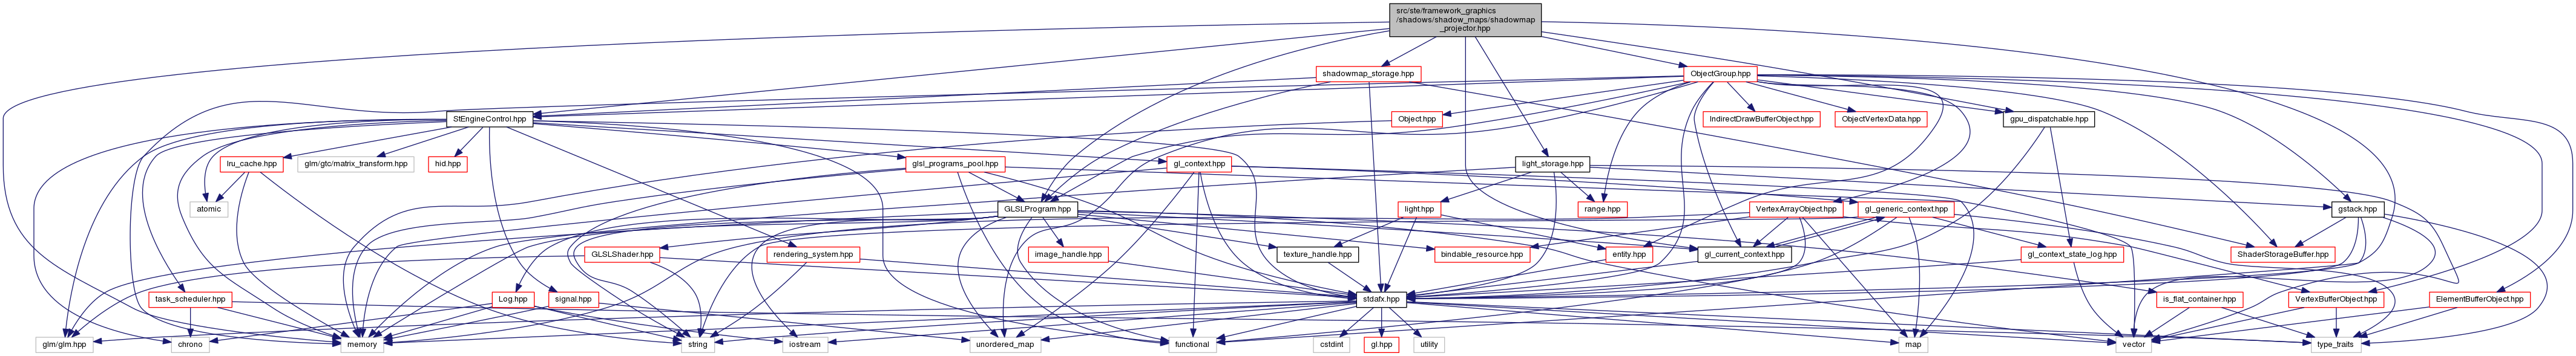 src/ste/framework_graphics
/shadows/shadow_maps/shadowmap
_projector.hpp
shadowmap_storage.hpp
ObjectGroup.hpp
StEngineControl.hpp
Object.hpp
IndirectDrawBufferObject.hpp
ObjectVertexData.hpp
gpu_dispatchable.hpp
lru_cache.hpp
glm/gtc/matrix_transform.hpp
hid.hpp
glsl_programs_pool.hpp
gl_context.hpp
light_storage.hpp
atomic
GLSLProgram.hpp
light.hpp
range.hpp
VertexArrayObject.hpp
gl_generic_context.hpp
gstack.hpp
GLSLShader.hpp
rendering_system.hpp
image_handle.hpp
texture_handle.hpp
bindable_resource.hpp
entity.hpp
gl_current_context.hpp
gl_context_state_log.hpp
ShaderStorageBuffer.hpp
task_scheduler.hpp
Log.hpp
signal.hpp
stdafx.hpp
is_flat_container.hpp
VertexBufferObject.hpp
ElementBufferObject.hpp
glm/glm.hpp
chrono
memory
string
iostream
unordered_map
functional
cstdint
gl.hpp
utility
map
vector
type_traits